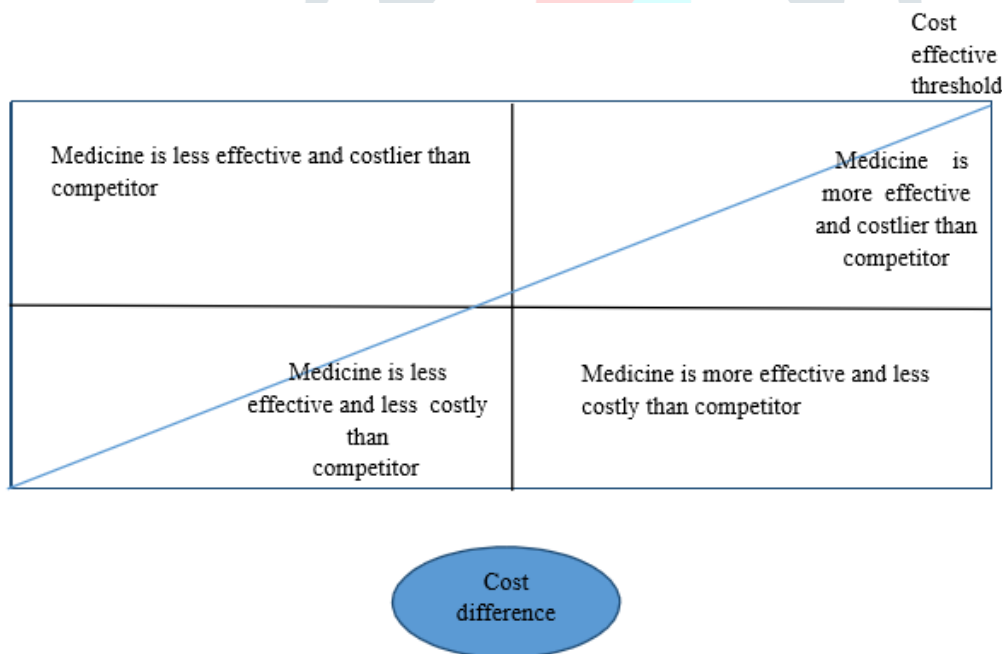 Cost
effective
threshold
Medicine is less effective and costlier than
competitor
Medicine is
more effective
and costlier than
competitor
Medicine is less
effective and less costly
than
competitor
Medicine is more effective and less
costly than competitor
Cost
difference